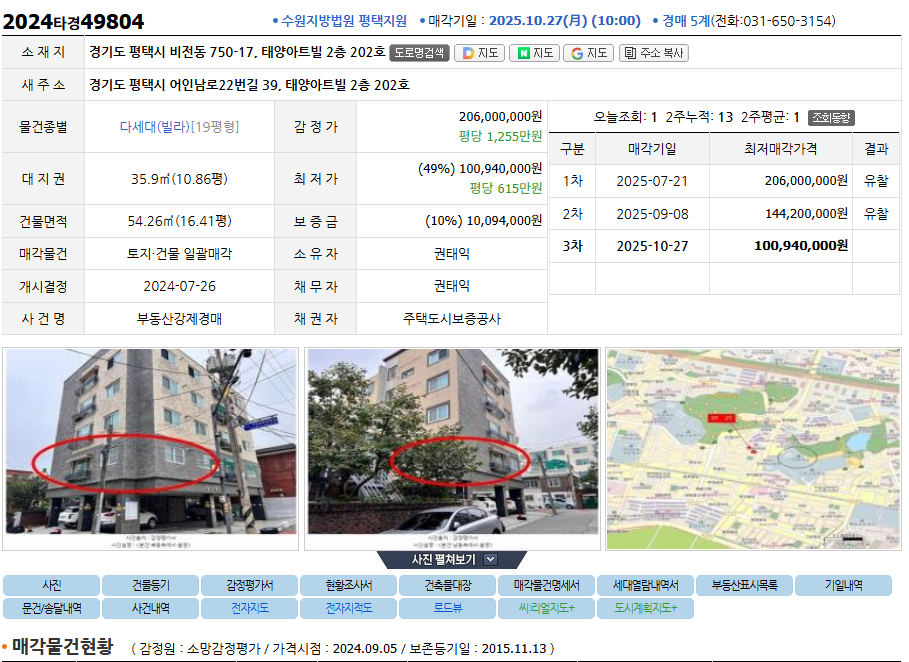 2024타경49804 • 수원지방법원 평택지원 • 매각기일 : 2025.10.27(月) (10:00) • 경매 5계(전화:031-650-3154)
소 재 지 경기도 평택시 비전동 750-17, 태양아트빌 2층 202호 도로명검색 D 지도 N 지도 G 지도 주소 복사
새 주 소 경기도 평택시 어인남로22번길 39, 태양아트빌 2층 202호
물건종별 다세대(빌라)[19평형] 감 정 가 206,000,000원
평당 1,255만원
대 지 권 35.9㎡(10.86평) 최 저 가 (49%) 100,940,000원
평당 615만원
건물면적 54.26㎡(16.41평) 보 증 금 (10%) 10,094,000원
매각물건 토지·건물 일괄매각 소 유 자 권태익
개시결정 2024-07-26 채 무 자 권태익
사 건 명 부동산강제경매 채 권 자 주택도시보증공사
오늘조회: 1 2주누적: 13 2주평균: 1 조회동향
구분 매각기일 최저매각가격 결과
1차 2025-07-21 206,000,000원 유찰
2차 2025-09-08 144,200,000원 유찰
3차 2025-10-27 100,940,000원
사진 펼쳐보기
사진 건물등기 감정평가서 현황조사서 건축물대장 매각물건명세서 세대열람내역서 부동산표시목록 기일내역
문건/송달내역 사건내역 전자지도 전자지적도 로드뷰 씨:리얼지도+ 도시계획지도+
• 매각물건현황 ( 감정원 : 소망감정평가 / 가격시점 : 2024.09.05 / 보존등기일 : 2015.11.13 )